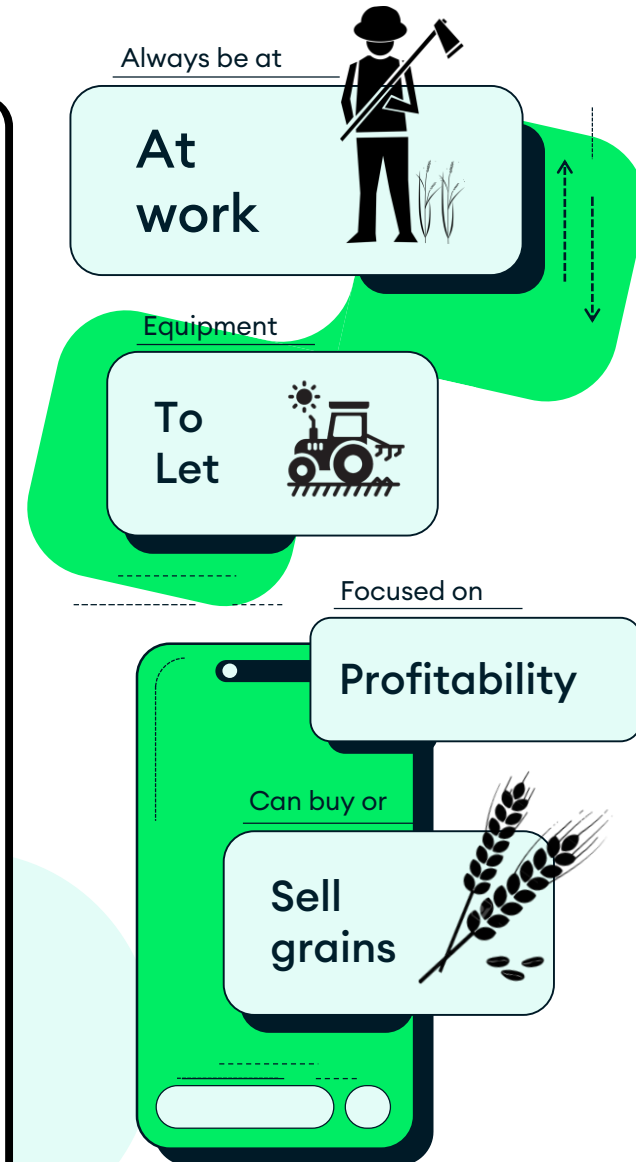 Always be at
At
work
Equipment
To
Let
Focused on
Profitability
Can buy or
Sell
grains